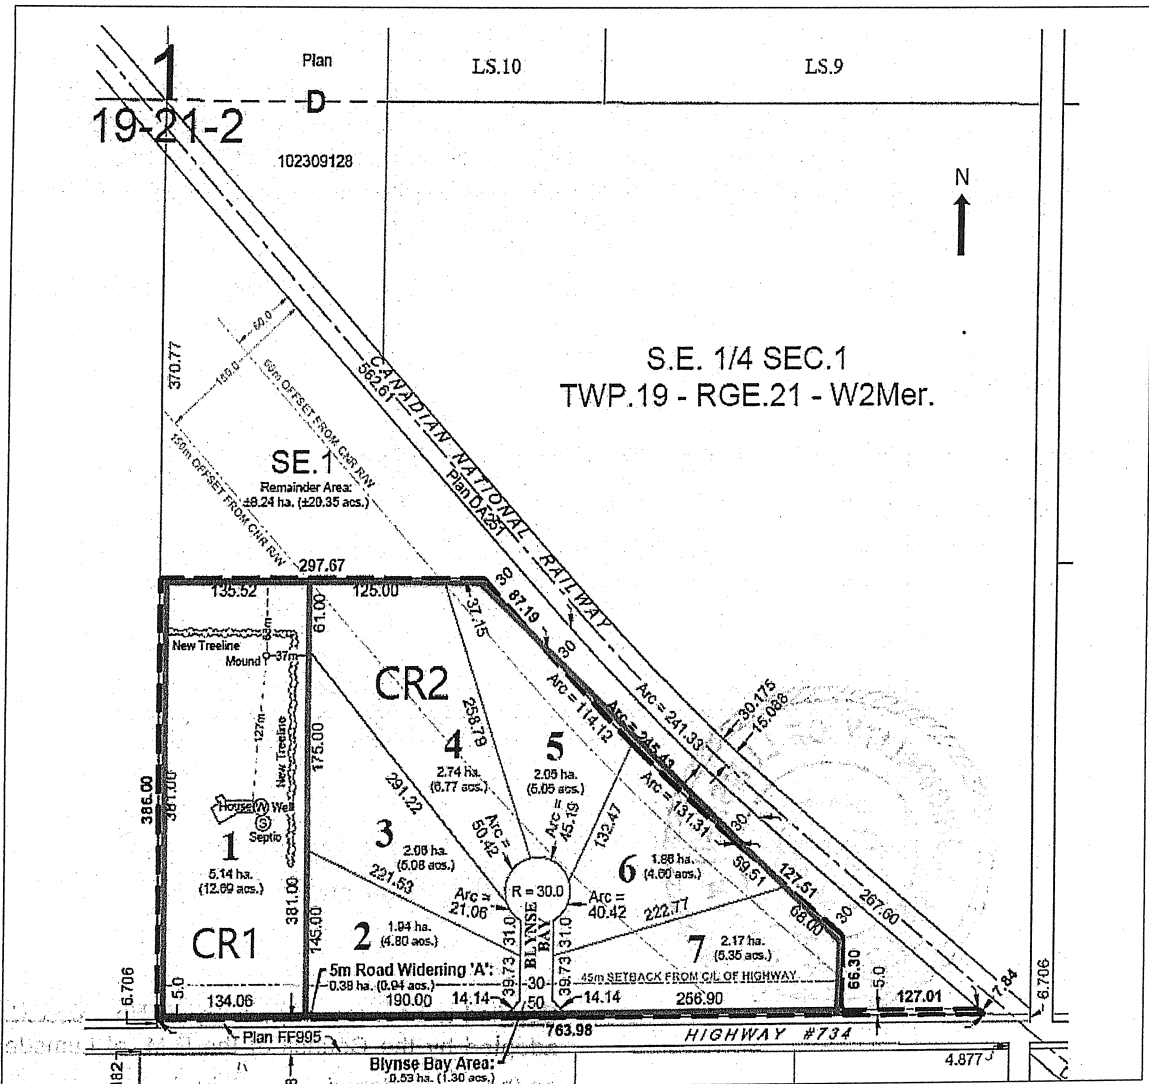 1
Plan
LS.10
LS.9
D
19-21-2
102309128
N
60.0
150.0
370.77
CANADIAN NATIONAL RAILWAY
562.61
Plan DA251
S.E. 1/4 SEC.1
TWP.19 - RGE.21 - W2Mer.
60m OFFSET FROM CNR R/W
150m OFFSET FROM CNR R/W
SE.1
Remainder Area:
±8.24 ha. (±20.35 acs.)
297.67
135.52
125.00
30
87.19
37.15
61.00
30
New Treeline
Mound
37m
CR2
Arc = 114.12
Arc = 245.43
Arc = 241.33
30.175
15.088
127m
New Treeline
175.00
258.79
4
2.74 ha.
(6.77 acs.)
5
2.05 ha.
(5.05 acs.)
291.22
386.00
381.00
House
W
Well
S
Septic
Arc =
50.42
Arc =
45.19
132.47
Arc = 131.31
30
1
5.14 ha.
(12.69 acs.)
3
2.06 ha.
(5.08 acs.)
6
1.86 ha.
(4.60 acs.)
59.51
127.51
221.53
R = 30.0
Arc =
21.06
Arc =
40.42
222.77
68.00
30
267.60
381.00
145.00
CR1
2
1.94 ha.
(4.80 acs.)
31.0
BLYNSE
BAY
31.0
7
2.17 ha.
(5.35 acs.)
66.30
5m Road Widening 'A':
0.38 ha. (0.94 acs.)
39.73
30
39.73
45m SETBACK FROM C/L OF HIGHWAY
5.0
7.84
6.706
6.706
5.0
134.06
190.00
14.14
50
14.14
256.90
127.01
Plan FF995
763.98
HIGHWAY #734
Blynse Bay Area:
0.53 ha. (1.30 acs.)
4.877